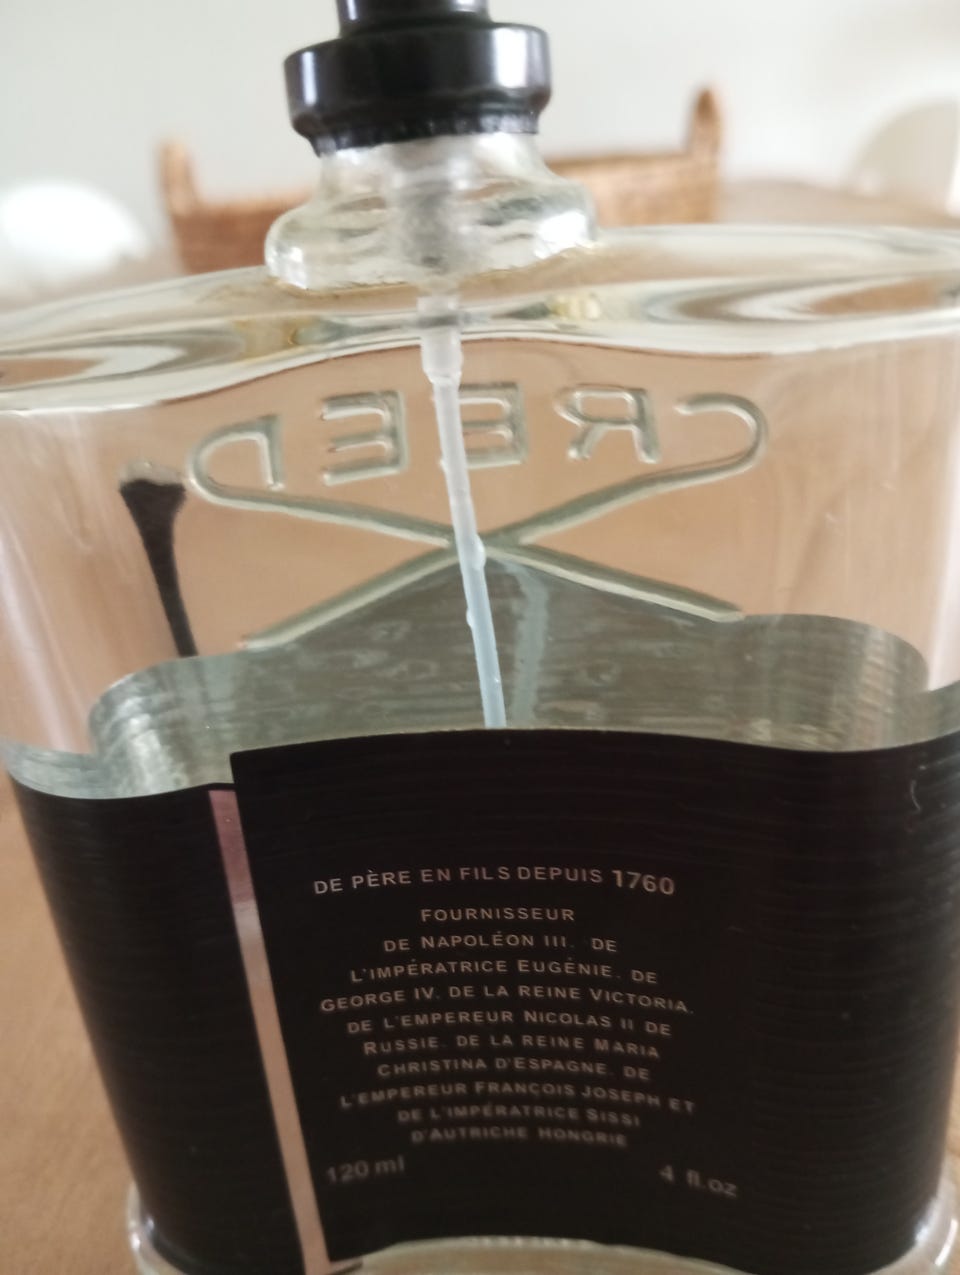 CREED
DE PÈRE EN FILS DEPUIS 1760
FOURNISSEUR
DE NAPOLÉON III. DE
L'IMPÉRATRICE EUGÉNIE. DE
GEORGE IV. DE LA REINE VICTORIA.
DE L'EMPEREUR NICOLAS II DE
RUSSIE. DE LA REINE MARIA
CHRISTINA D'ESPAGNE. DE
L'EMPEREUR FRANÇOIS JOSEPH ET
DE L'IMPÉRATRICE SISSI
D'AUTRICHE HONGRIE
120 ml 4 fl.oz